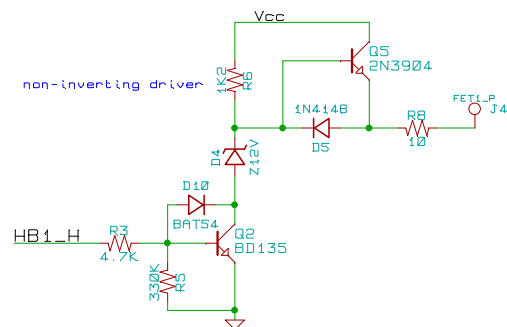 Vcc
Q5
2N3904
1K2
R6
non-inverting driver
FET1_P
J4
1N4148
D5
R8
10
D4
Z12V
D10
BAT54
HB1_H
R3
4.7K
Q2
BD135
330K
R5